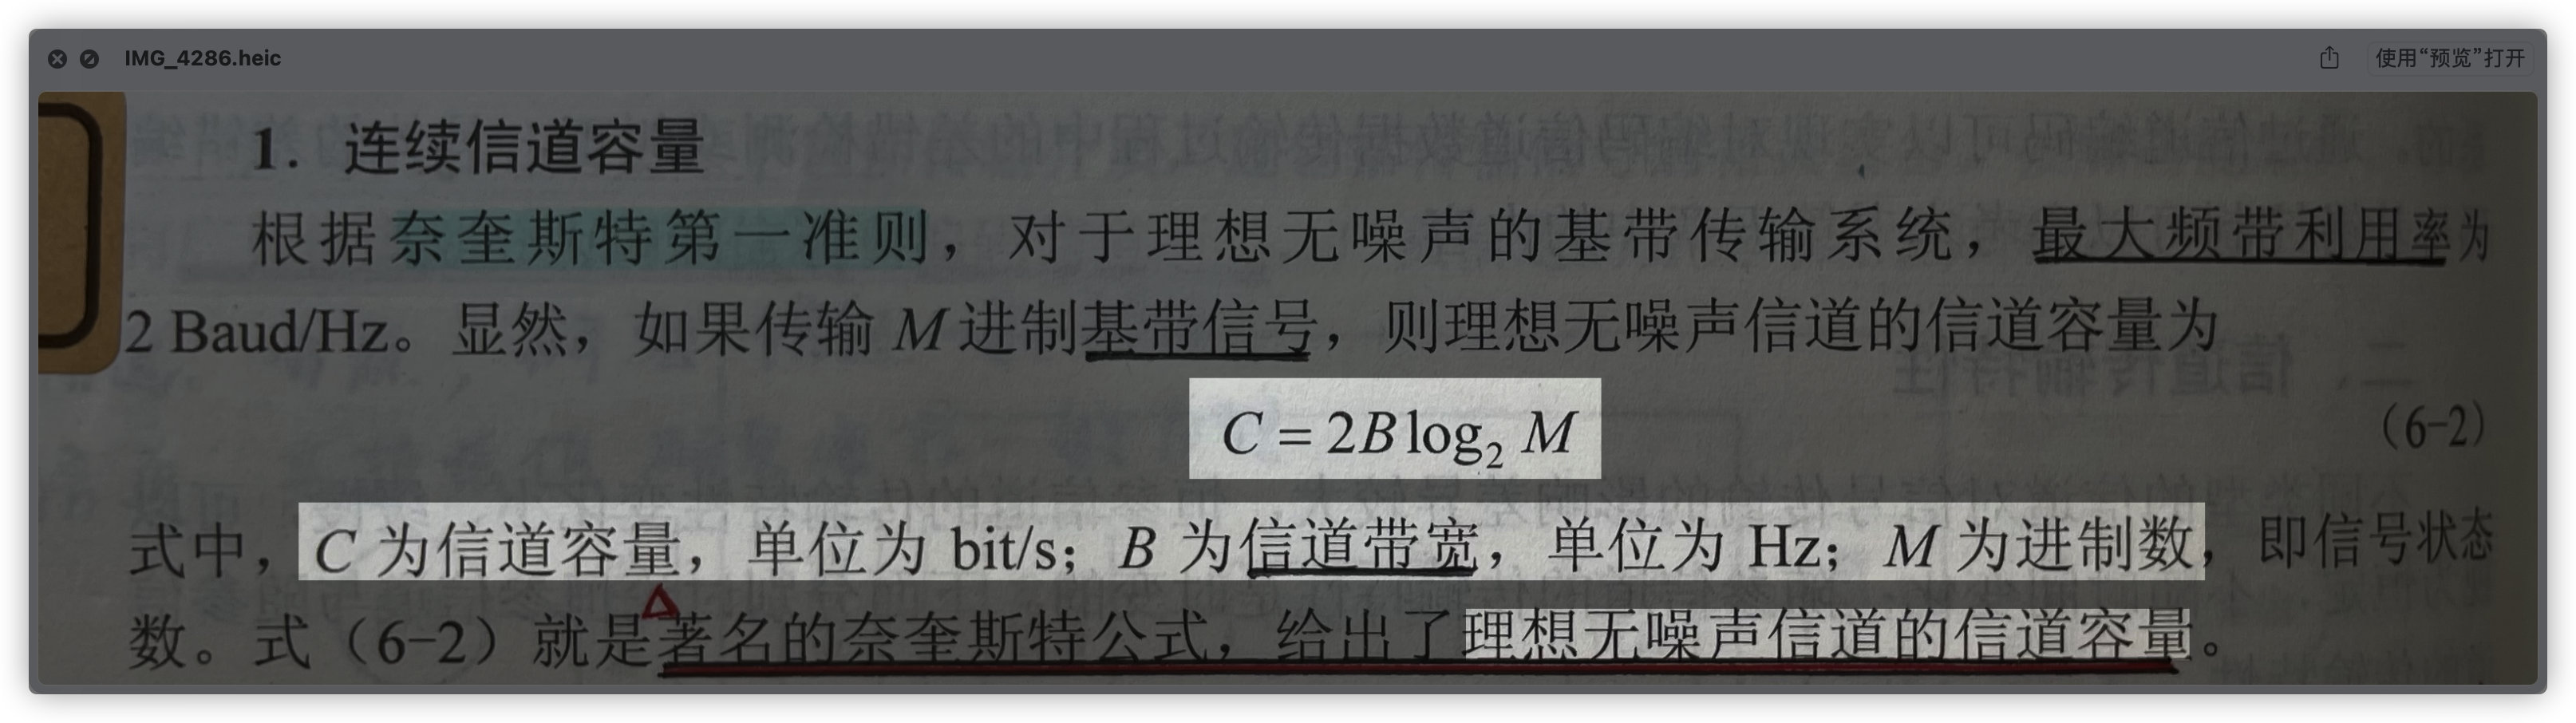 IMG_4286.heic
使用“预览”打开
1. 连续信道容量
根据奈奎斯特第一准则，对于理想无噪声的基带传输系统，最大频带利用率为
2 Baud/Hz。显然，如果传输 M 进制基带信号，则理想无噪声信道的信道容量为
C = 2B log₂ M
（6-2）
式中，C 为信道容量，单位为 bit/s；B 为信道带宽，单位为 Hz；M 为进制数，即信号状态
数。式（6-2）就是著名的奈奎斯特公式，给出了理想无噪声信道的信道容量。